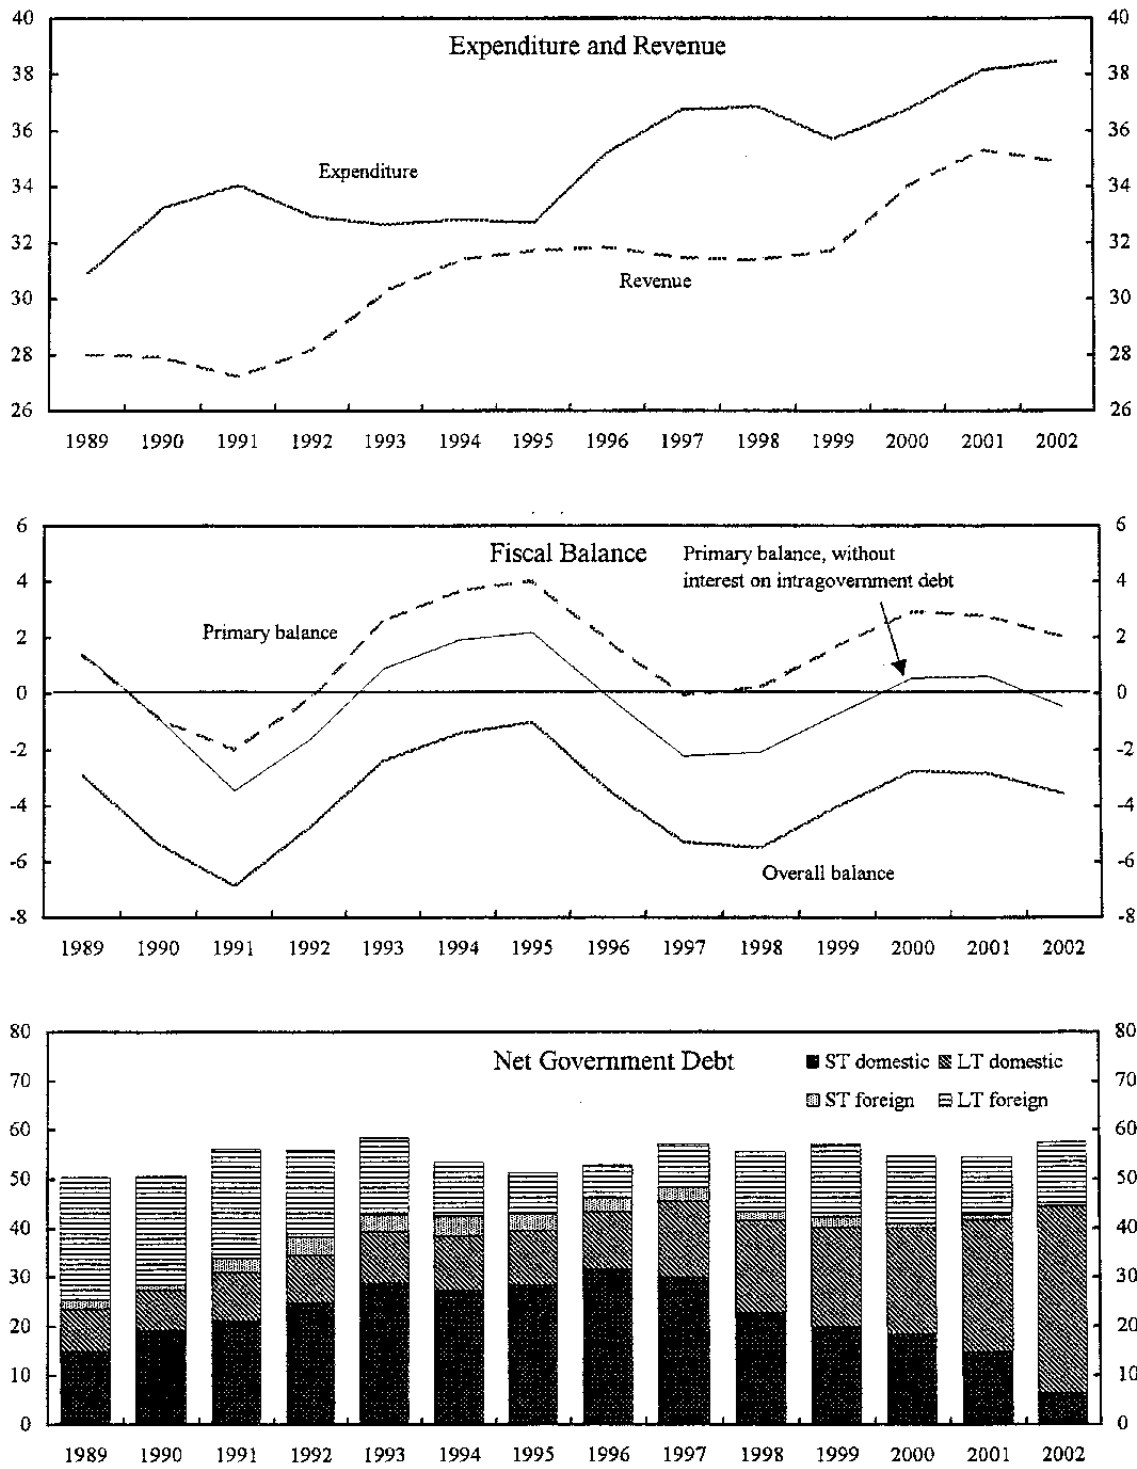 40 40
Expenditure and Revenue
38 38
36 36
Expenditure
34 34
32 32
Revenue
30 30
28 28
26 26
1989 1990 1991 1992 1993 1994 1995 1996 1997 1998 1999 2000 2001 2002
6 6
Fiscal Balance
Primary balance, without
interest on intragovernment debt
4 4
Primary balance
2 2
0 0
-2 -2
-4 -4
-6 -6
Overall balance
-8 -8
1989 1990 1991 1992 1993 1994 1995 1996 1997 1998 1999 2000 2001 2002
80 80
Net Government Debt
ST domestic LT domestic
70 70
ST foreign LT foreign
60 60
50 50
40 40
30 30
20 20
10 10
0 0
1989 1990 1991 1992 1993 1994 1995 1996 1997 1998 1999 2000 2001 2002